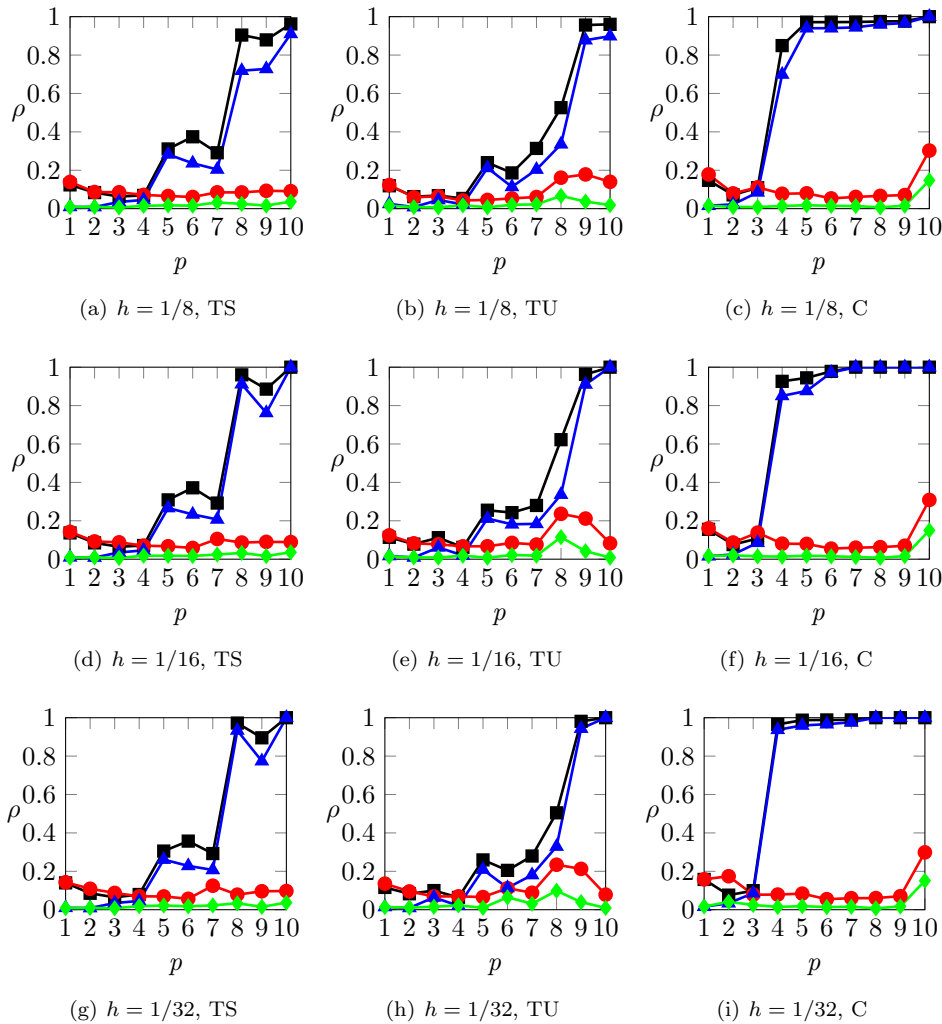 1
0.8
0.6
ρ
0.4
0.2
0
1 2 3 4 5 6 7 8 9 10
p
(a) h = 1/8, TS
1
0.8
0.6
ρ
0.4
0.2
0
1 2 3 4 5 6 7 8 9 10
p
(b) h = 1/8, TU
1
0.8
0.6
ρ
0.4
0.2
0
1 2 3 4 5 6 7 8 9 10
p
(c) h = 1/8, C
1
0.8
0.6
ρ
0.4
0.2
0
1 2 3 4 5 6 7 8 9 10
p
(d) h = 1/16, TS
1
0.8
0.6
ρ
0.4
0.2
0
1 2 3 4 5 6 7 8 9 10
p
(e) h = 1/16, TU
1
0.8
0.6
ρ
0.4
0.2
0
1 2 3 4 5 6 7 8 9 10
p
(f) h = 1/16, C
1
0.8
0.6
ρ
0.4
0.2
0
1 2 3 4 5 6 7 8 9 10
p
(g) h = 1/32, TS
1
0.8
0.6
ρ
0.4
0.2
0
1 2 3 4 5 6 7 8 9 10
p
(h) h = 1/32, TU
1
0.8
0.6
ρ
0.4
0.2
0
1 2 3 4 5 6 7 8 9 10
p
(i) h = 1/32, C